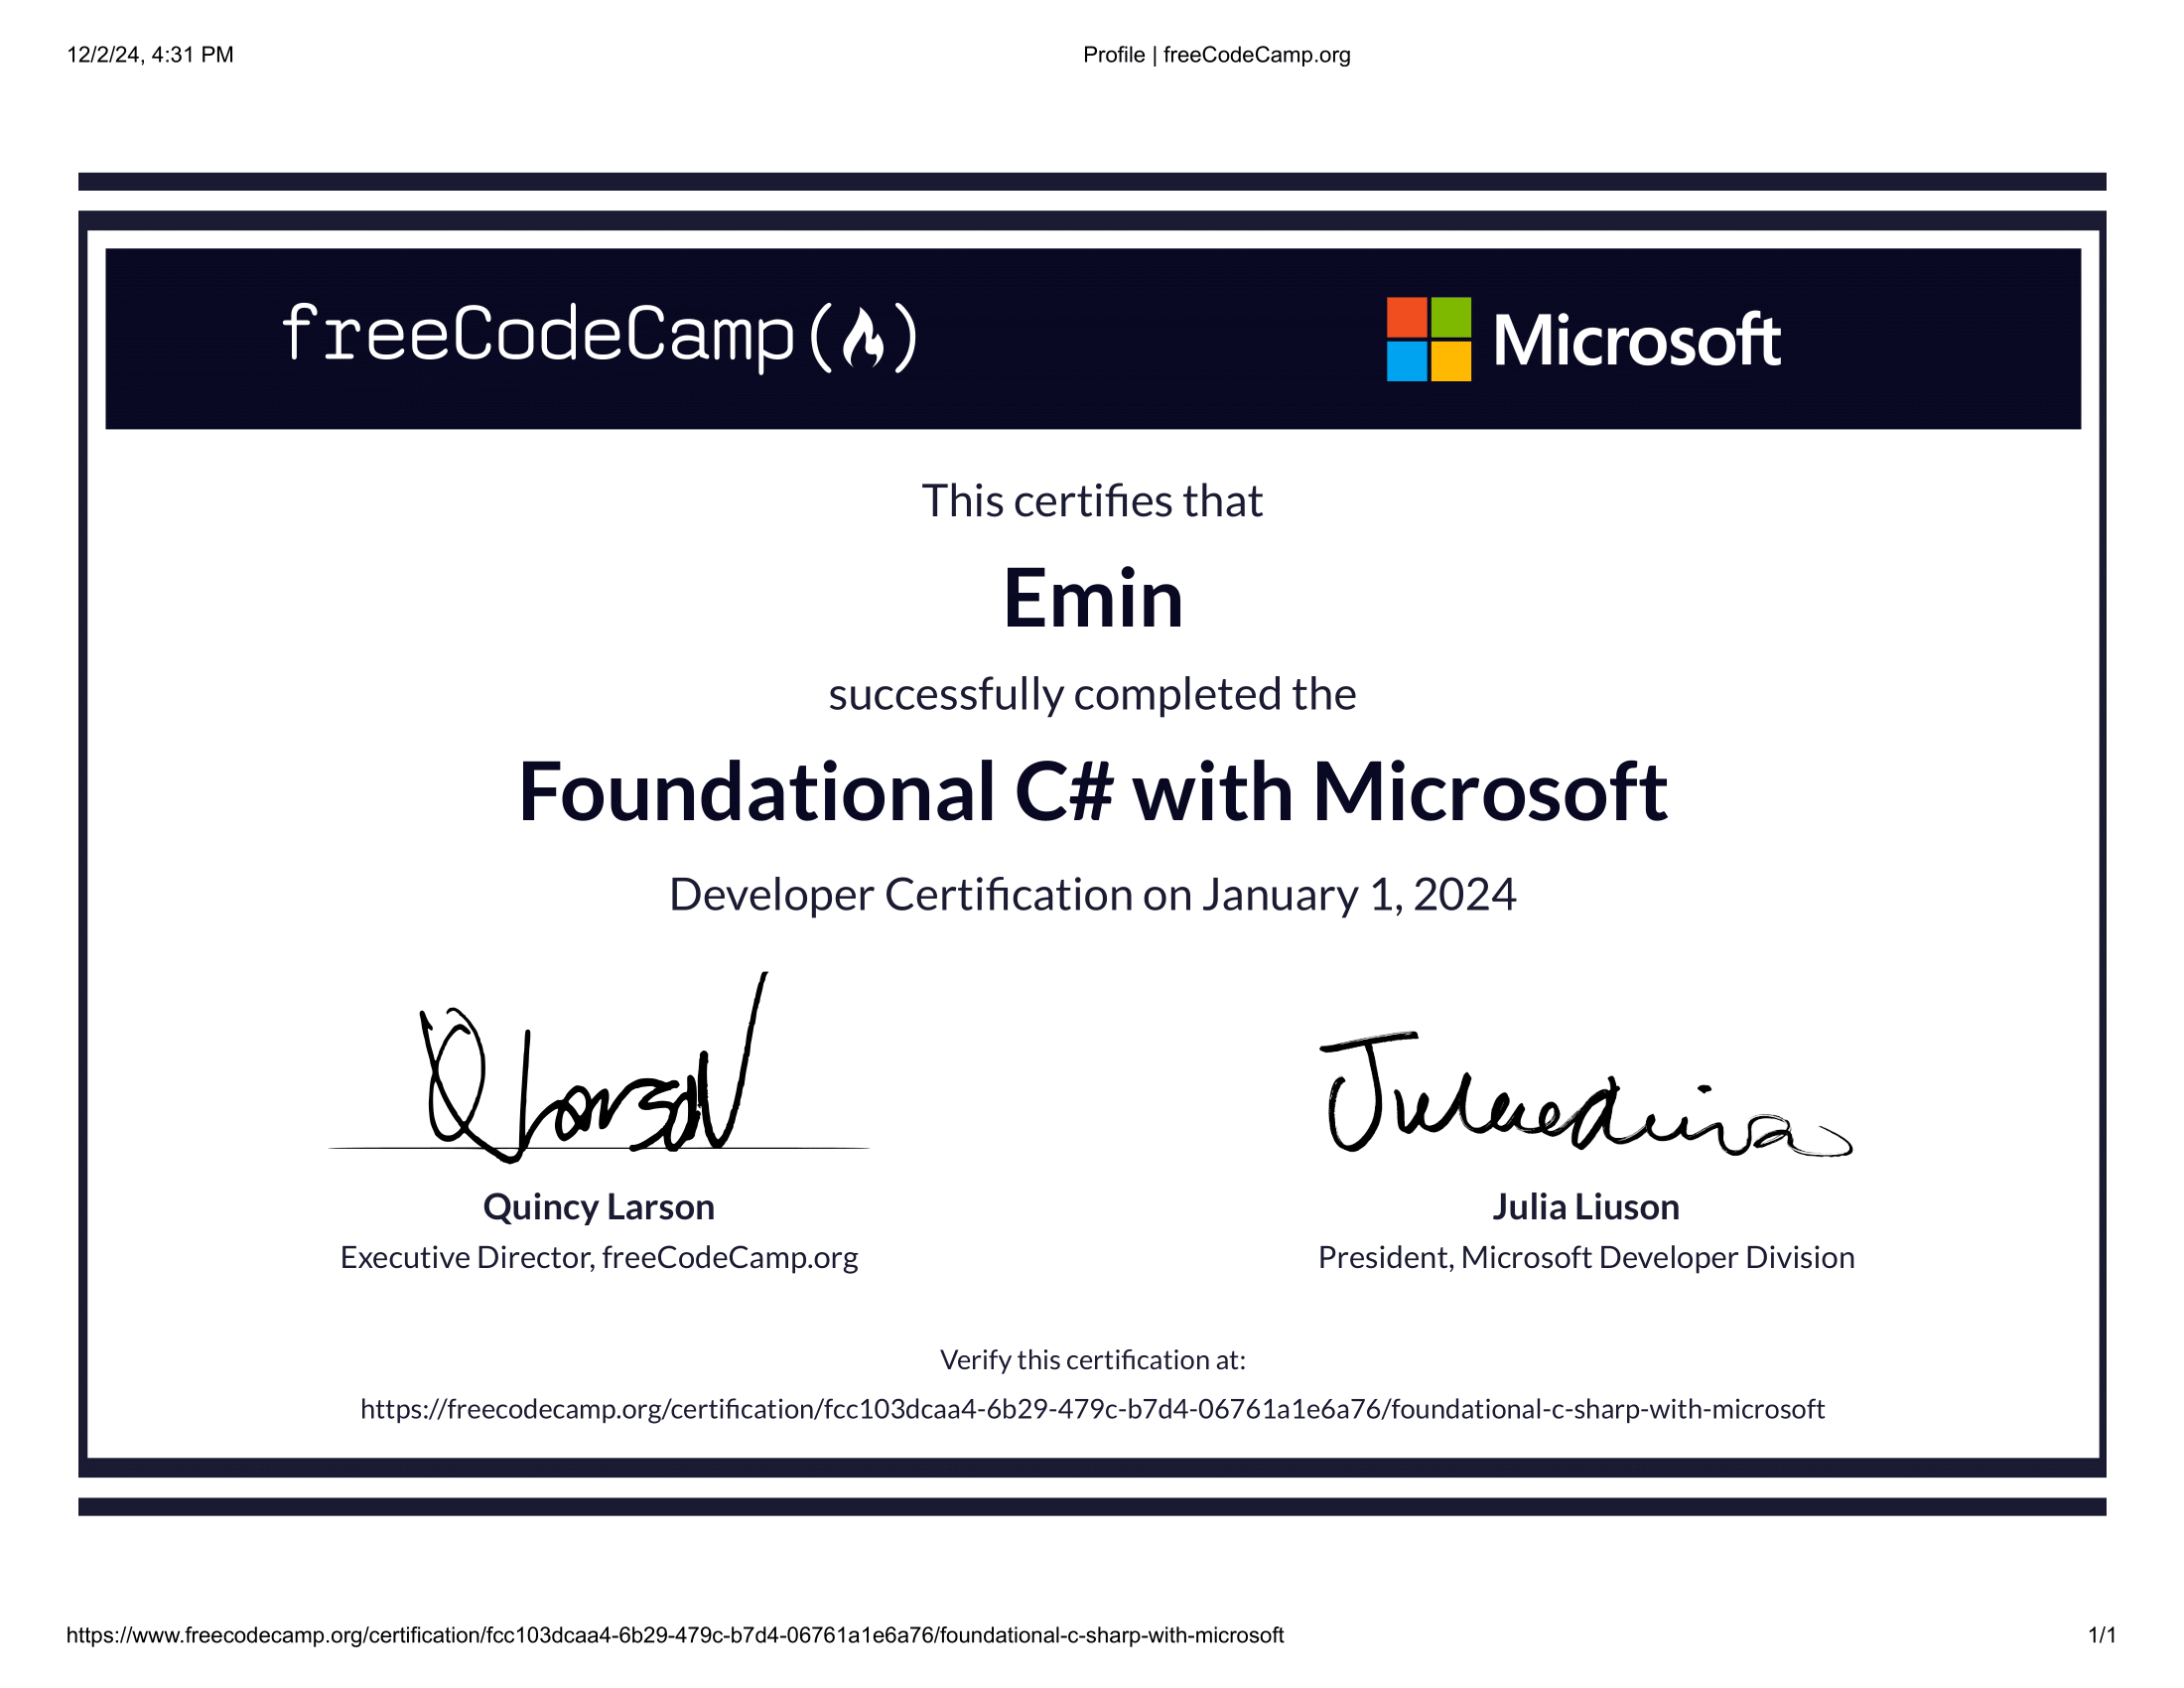 12/2/24, 4:31 PM
Profile | freeCodeCamp.org
freeCodeCamp(🔥)
Microsoft
This certifies that
Emin
successfully completed the
Foundational C# with Microsoft
Developer Certification on January 1, 2024
Quincy Larson
Julia Liuson
Executive Director, freeCodeCamp.org
President, Microsoft Developer Division
Verify this certification at:
https://freecodecamp.org/certification/fcc103dcaa4-6b29-479c-b7d4-06761a1e6a76/foundational-c-sharp-with-microsoft
https://www.freecodecamp.org/certification/fcc103dcaa4-6b29-479c-b7d4-06761a1e6a76/foundational-c-sharp-with-microsoft
1/1